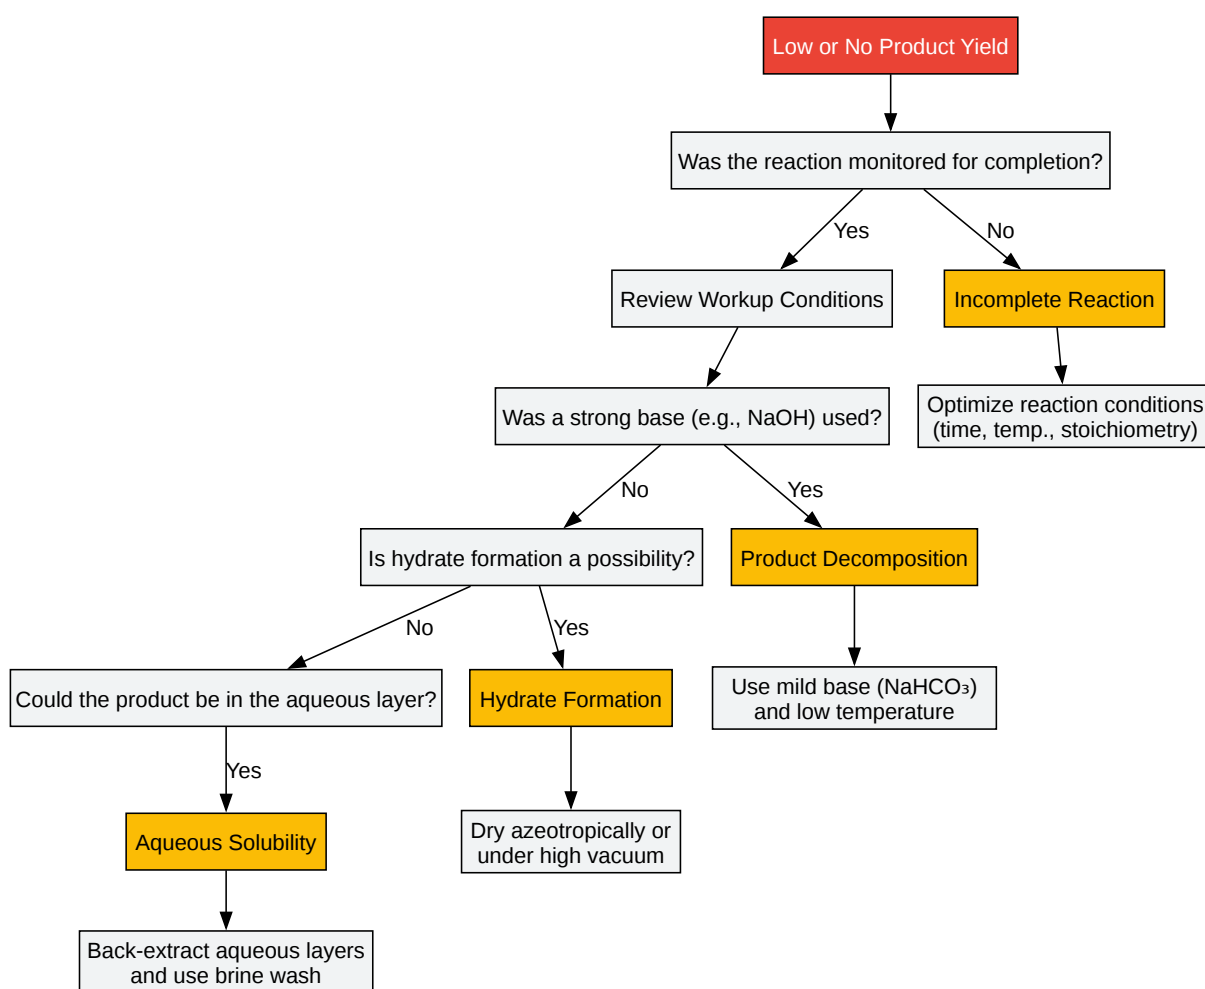 Low or No Product Yield
Was the reaction monitored for completion?
Yes
No
Review Workup Conditions
Incomplete Reaction
Was a strong base (e.g., NaOH) used?
Optimize reaction conditions
(time, temp., stoichiometry)
No
Yes
Is hydrate formation a possibility?
Product Decomposition
No
Yes
Could the product be in the aqueous layer?
Hydrate Formation
Use mild base (NaHCO₃)
and low temperature
Yes
Aqueous Solubility
Dry azeotropically or
under high vacuum
Back-extract aqueous layers
and use brine wash